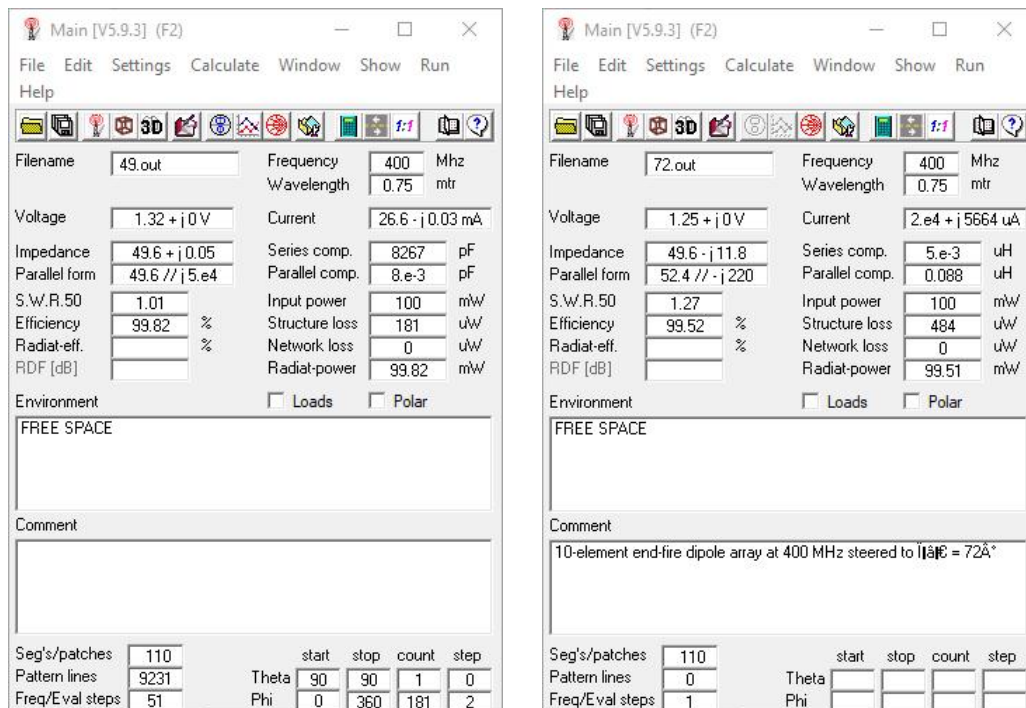 Main [V5.9.3] (F2)
File Edit Settings Calculate Window Show Run
Help
3D 1:1
Filename 49.out Frequency 400 Mhz
Wavelength 0.75 mtr
Voltage 1.32 + j 0 V Current 26.6 - j 0.03 mA
Impedance 49.6 + j 0.05 Series comp. 8267 pF
Parallel form 49.6 // j 5.e4 Parallel comp. 8.e-3 pF
S.W.R.50 1.01 Input power 100 mW
Efficiency 99.82 % Structure loss 181 uW
Radiat-eff. % Network loss 0 uW
RDF [dB] Radiat-power 99.82 mW
Environment Loads Polar
FREE SPACE
Comment
Seg's/patches 110 start stop count step
Pattern lines 9231 Theta 90 90 1 0
Freq/Eval steps 51 Phi 0 360 181 2
Main [V5.9.3] (F2)
File Edit Settings Calculate Window Show Run
Help
3D 1:1
Filename 72.out Frequency 400 Mhz
Wavelength 0.75 mtr
Voltage 1.25 + j 0 V Current 2.e4 + j 5664 uA
Impedance 49.6 - j 11.8 Series comp. 5.e-3 uH
Parallel form 52.4 // - j 220 Parallel comp. 0.088 uH
S.W.R.50 1.27 Input power 100 mW
Efficiency 99.52 % Structure loss 484 uW
Radiat-eff. % Network loss 0 uW
RDF [dB] Radiat-power 99.51 mW
Environment Loads Polar
FREE SPACE
Comment
10-element end-fire dipole array at 400 MHz steered to = 72Â°
Seg's/patches 110 start stop count step
Pattern lines 0 Theta
Freq/Eval steps 1 Phi